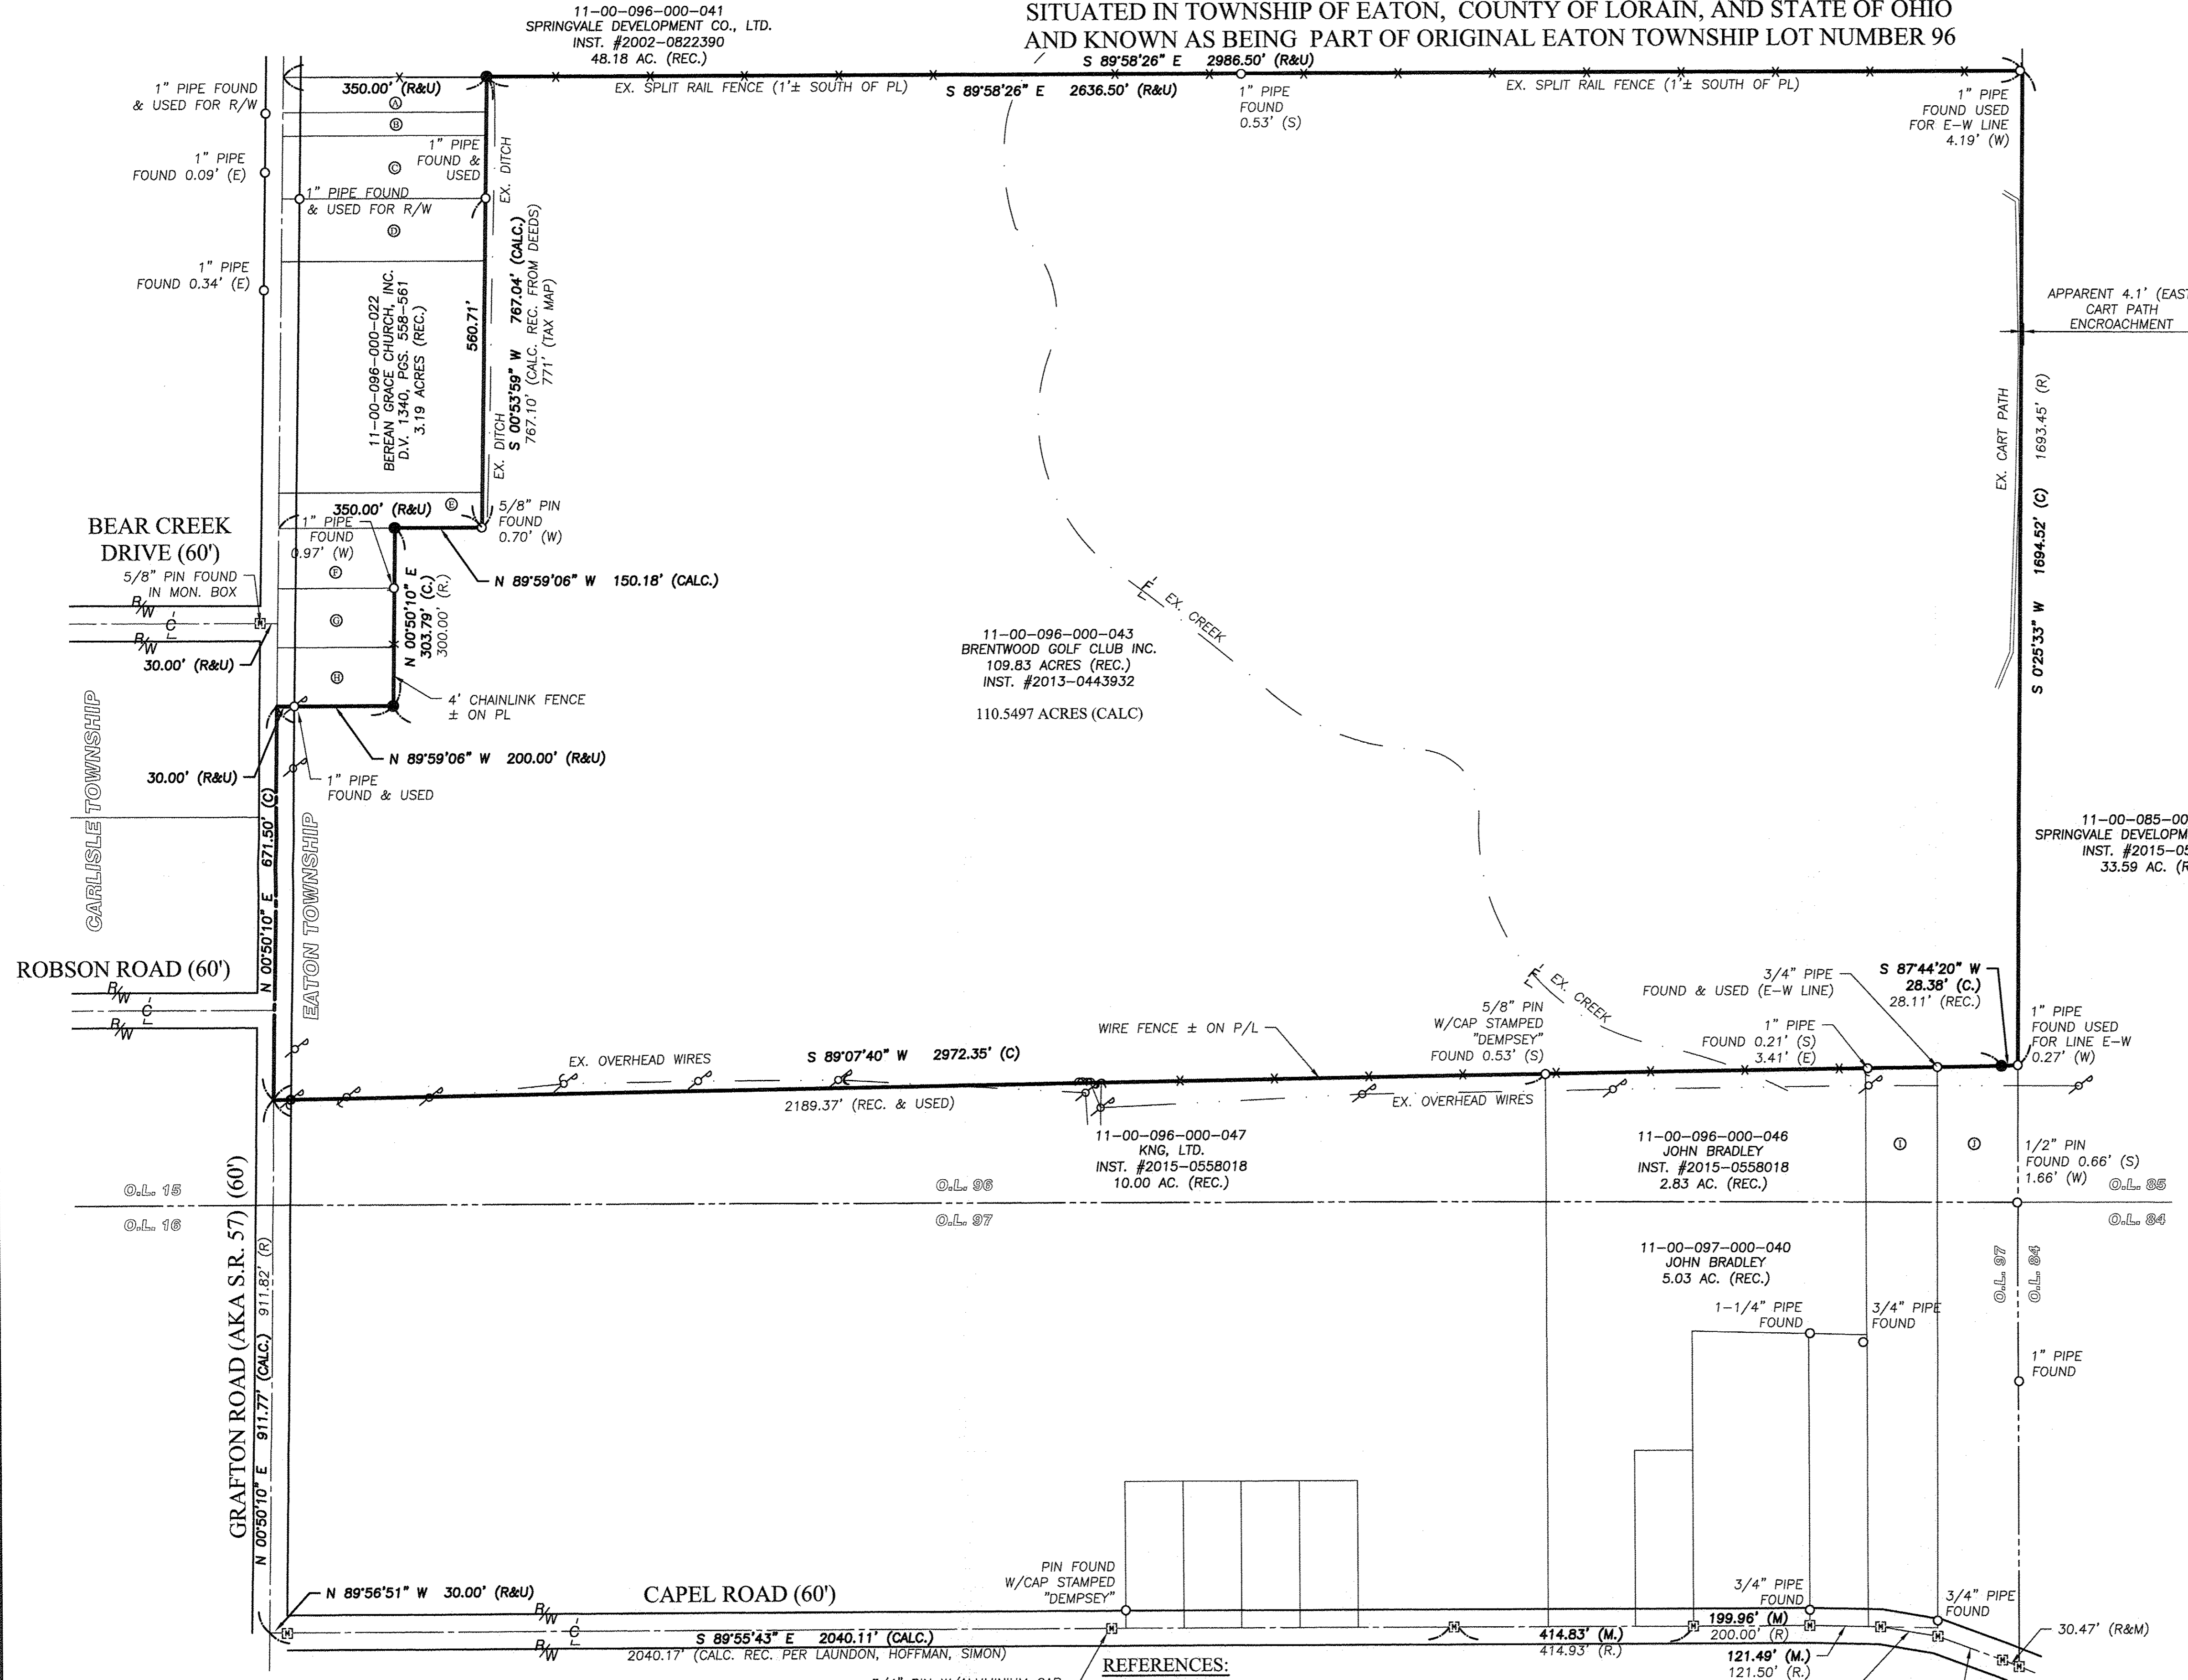 11-00-096-000-041
SPRINGVALE DEVELOPMENT CO., LTD.
INST. #2002-0822390
48.18 AC. (REC.)
SITUATED IN TOWNSHIP OF EATON, COUNTY OF LORAIN, AND STATE OF OHIO
AND KNOWN AS BEING PART OF ORIGINAL EATON TOWNSHIP LOT NUMBER 96
S 89°58'26" E 2986.50' (R&U)
350.00' (R&U)
EX. SPLIT RAIL FENCE (1'± SOUTH OF PL)
S 89°58'26" E 2636.50' (R&U)
EX. SPLIT RAIL FENCE (1'± SOUTH OF PL)
1" PIPE
FOUND
0.53' (S)
1" PIPE
FOUND USED
FOR E-W LINE
4.19' (W)
1" PIPE FOUND
& USED FOR R/W
A
B
C
D
1" PIPE
FOUND &
USED
EX. DITCH
1" PIPE
FOUND 0.09' (E)
1" PIPE FOUND
& USED FOR R/W
1" PIPE
FOUND 0.34' (E)
11-00-096-000-022
BEREAN GRACE CHURCH, INC.
D.V. 1340, PGS. 558-561
3.19 ACRES (REC.)
560.71'
EX. DITCH
S 00°53'59" W 767.04' (CALC.)
767.10' (CALC. REC. FROM DEEDS)
771' (TAX MAP)
APPARENT 4.1' (EAST
CART PATH
ENCROACHMENT
EX. CART PATH
S 0°25'33" W 1694.52' (C) 1693.45' (R)
350.00' (R&U)
E
1" PIPE
FOUND
0.97' (W)
5/8" PIN
FOUND
0.70' (W)
BEAR CREEK
DRIVE (60')
5/8" PIN FOUND
IN MON. BOX
R/W
C L
R/W
30.00' (R&U)
F
G
H
N 00°50'10" E
303.79' (C.)
300.00' (R.)
N 89°59'06" W 150.18' (CALC.)
4' CHAINLINK FENCE
± ON PL
N 89°59'06" W 200.00' (R&U)
30.00' (R&U)
1" PIPE
FOUND & USED
11-00-096-000-043
BRENTWOOD GOLF CLUB INC.
109.83 ACRES (REC.)
INST. #2013-0443932
110.5497 ACRES (CALC)
EX. CREEK
CARLISLE TOWNSHIP
EATON TOWNSHIP
N 00°50'10" E 671.50' (C)
11-00-085-00
SPRINGVALE DEVELOPM
INST. #2015-05
33.59 AC. (R
ROBSON ROAD (60')
R/W
C L
R/W
EX. CREEK
3/4" PIPE
FOUND & USED (E-W LINE)
S 87°44'20" W
28.38' (C.)
28.11' (REC.)
1" PIPE
FOUND USED
FOR LINE E-W
0.27' (W)
5/8" PIN
W/CAP STAMPED
"DEMPSEY"
FOUND 0.53' (S)
1" PIPE
FOUND 0.21' (S)
3.41' (E)
WIRE FENCE ± ON P/L
EX. OVERHEAD WIRES
S 89°07'40" W 2972.35' (C)
2189.37' (REC. & USED)
EX. OVERHEAD WIRES
11-00-096-000-047
KNG, LTD.
INST. #2015-0558018
10.00 AC. (REC.)
11-00-096-000-046
JOHN BRADLEY
INST. #2015-0558018
2.83 AC. (REC.)
I
J
1/2" PIN
FOUND 0.66' (S)
1.66' (W)
O.L. 15
O.L. 16
O.L. 96
O.L. 97
O.L. 85
O.L. 84
O.L. 97
O.L. 84
GRAFTON ROAD (AKA S.R. 57) (60')
N 00°50'10" E 911.77' (CALC.) 911.82' (R)
11-00-097-000-040
JOHN BRADLEY
5.03 AC. (REC.)
1-1/4" PIPE
FOUND
3/4" PIPE
FOUND
1" PIPE
FOUND
N 89°56'51" W 30.00' (R&U)
CAPEL ROAD (60')
R/W
C L
R/W
PIN FOUND
W/CAP STAMPED
"DEMPSEY"
3/4" PIPE
FOUND
3/4" PIPE
FOUND
S 89°55'43" E 2040.11' (CALC.)
2040.17' (CALC. REC. PER LAUNDON, HOFFMAN, SIMON)
414.83' (M.)
414.93' (R.)
199.96' (M)
200.00' (R)
121.49' (M.)
121.50' (R.)
30.47' (R&M)
REFERENCES: